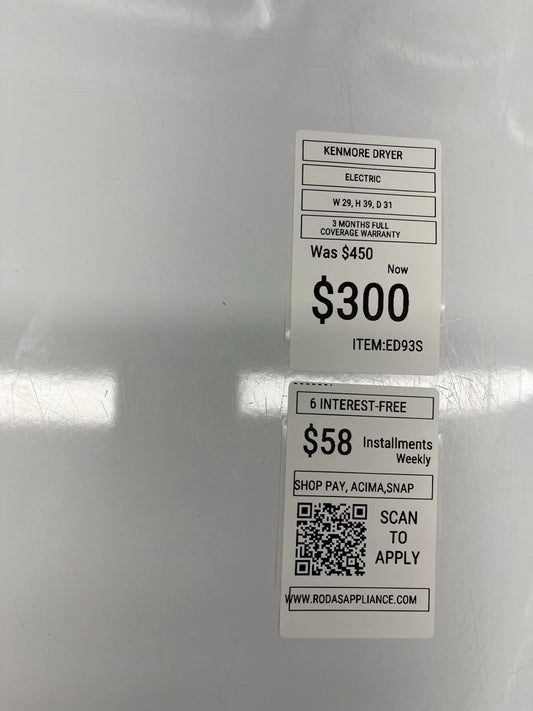 KENMORE DRYER
ELECTRIC
W 29, H 39, D 31
3 MONTHS FULL
COVERAGE WARRANTY
Was $450
Now
$300
ITEM:ED93S
6 INTEREST-FREE
$58 Installments
Weekly
SHOP PAY, ACIMA,SNAP
SCAN
TO
APPLY
WWW.RODASAPPLIANCE.COM